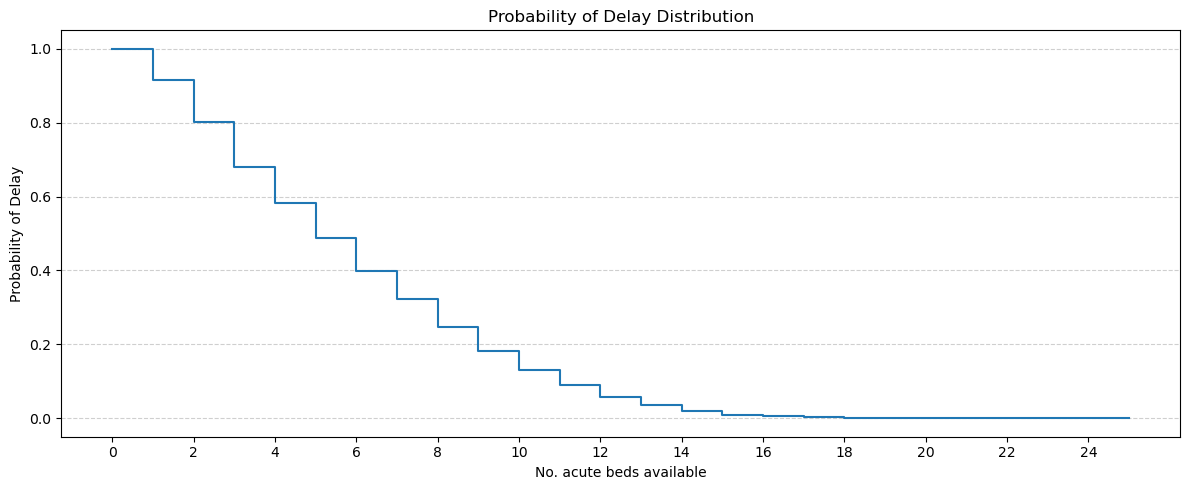 Probability of Delay Distribution
Probability of Delay
1.0
0.8
0.6
0.4
0.2
0.0
0 2 4 6 8 10 12 14 16 18 20 22 24
No. acute beds available